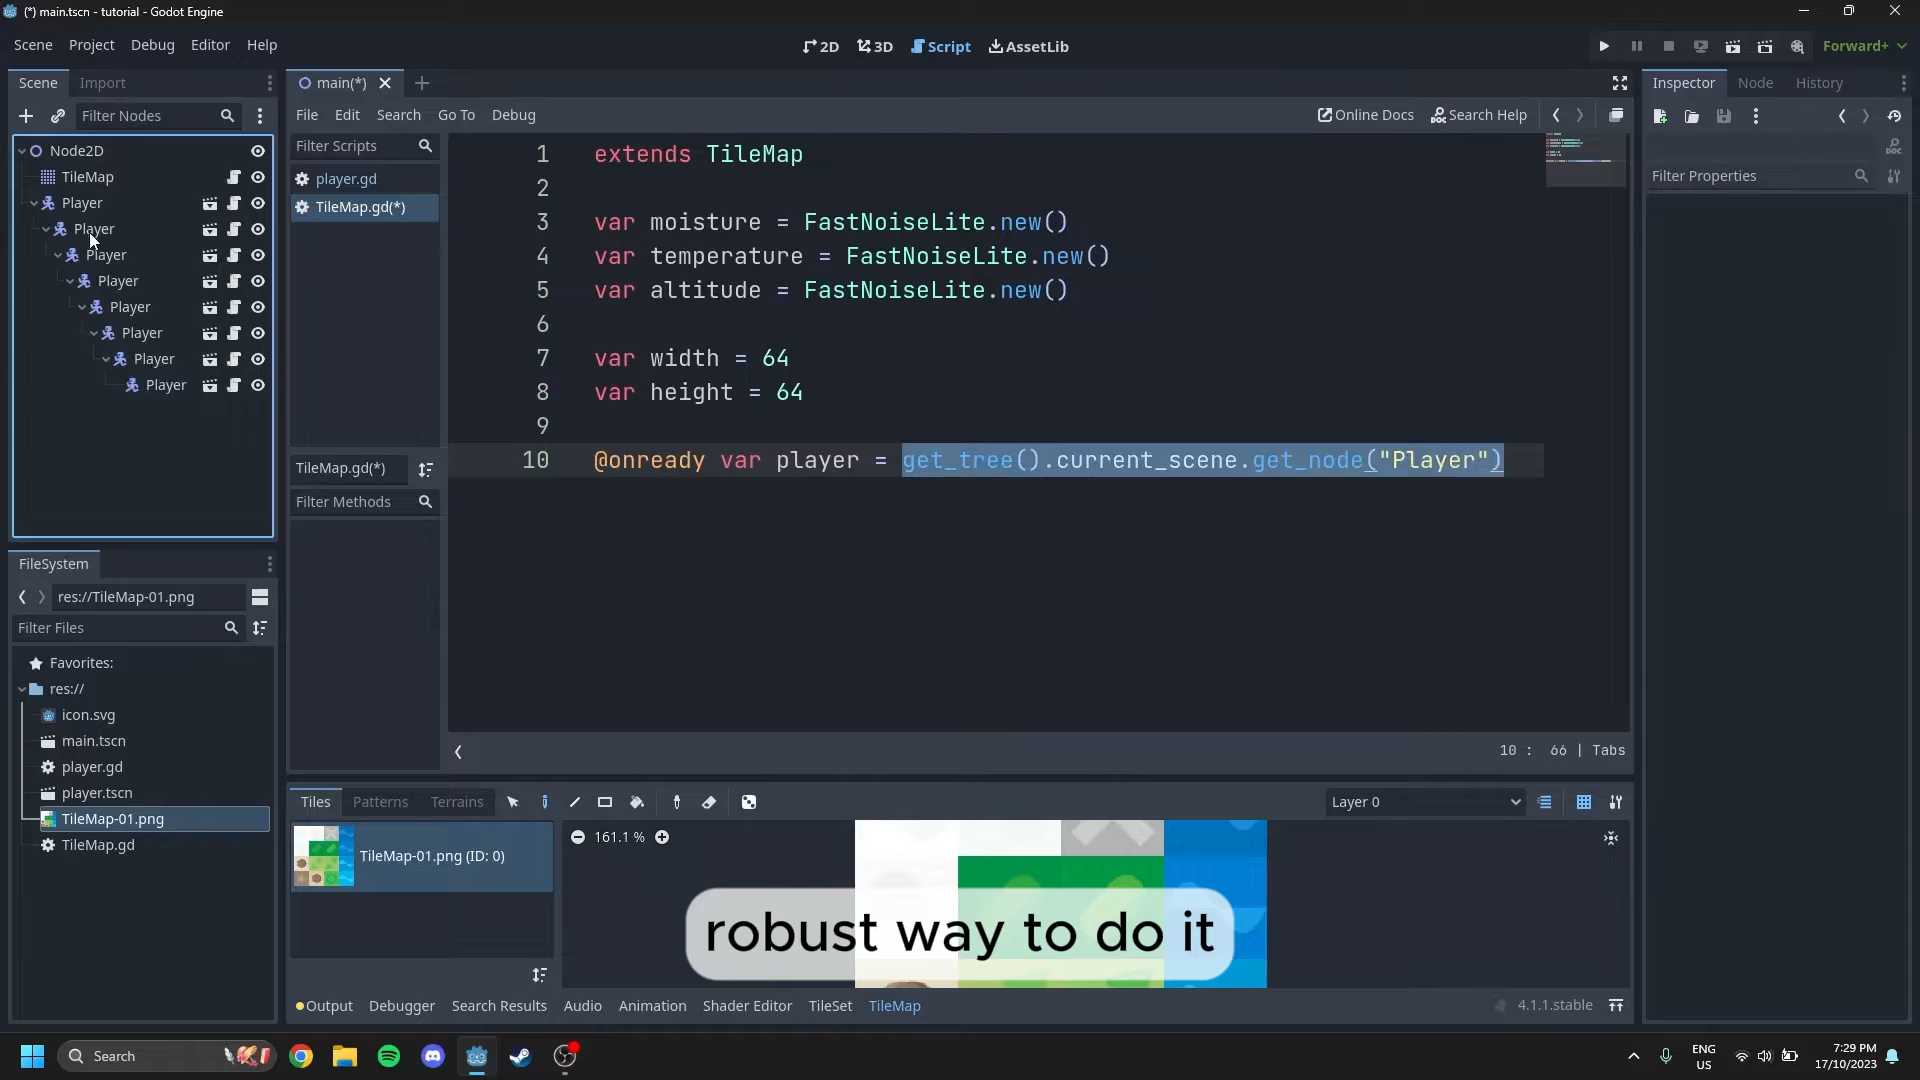 (*) main.tscn - tutorial - Godot Engine
Scene Project Debug Editor Help
2D 3D Script AssetLib
Forward+
Scene Import
main(*)
Inspector Node History
Filter Nodes
File Edit Search Go To Debug
Online Docs Search Help
Filter Scripts
Filter Properties
Node2D
TileMap
Player
Player
Player
Player
Player
Player
Player
Player
player.gd
TileMap.gd(*)
TileMap.gd(*)
Filter Methods
1 extends TileMap
2
3 var moisture = FastNoiseLite.new()
4 var temperature = FastNoiseLite.new()
5 var altitude = FastNoiseLite.new()
6
7 var width = 64
8 var height = 64
9
10 @onready var player = get_tree().current_scene.get_node("Player")
10 : 66 | Tabs
FileSystem
res://TileMap-01.png
Filter Files
Favorites:
res://
icon.svg
main.tscn
player.gd
player.tscn
TileMap-01.png
TileMap.gd
Tiles Patterns Terrains
Layer 0
TileMap-01.png (ID: 0)
161.1 %
robust way to do it
Output Debugger Search Results Audio Animation Shader Editor TileSet TileMap
4.1.1.stable
Search
ENG
US
7:29 PM
17/10/2023